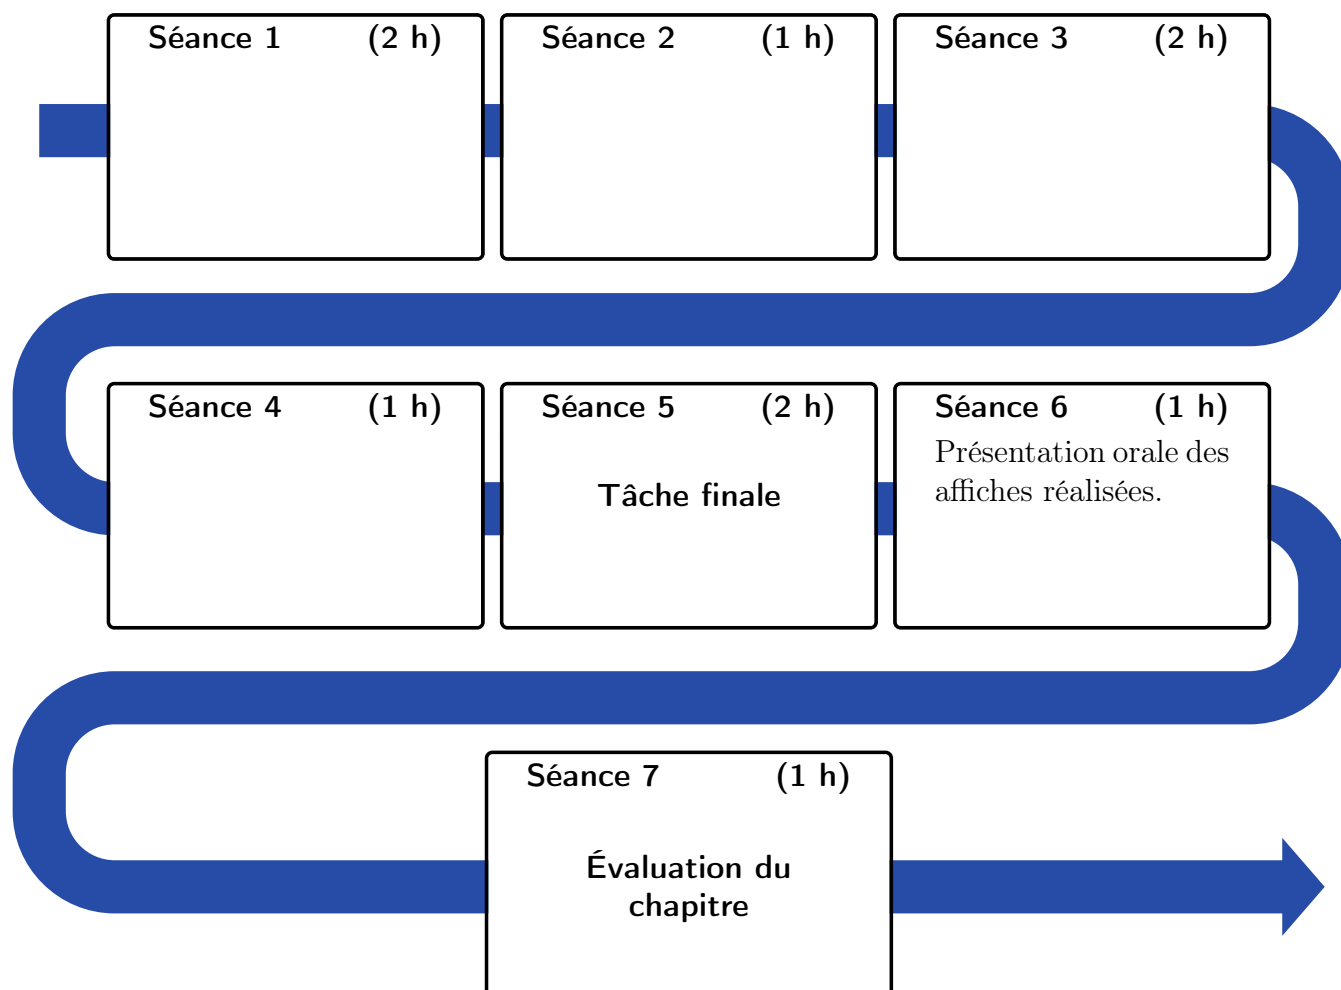 Séance 1 (2 h)
Séance 2 (1 h)
Séance 3 (2 h)
Séance 4 (1 h)
Séance 5 (2 h)
Tâche finale
Séance 6 (1 h)
Présentation orale des
affiches réalisées.
Séance 7 (1 h)
Évaluation du
chapitre